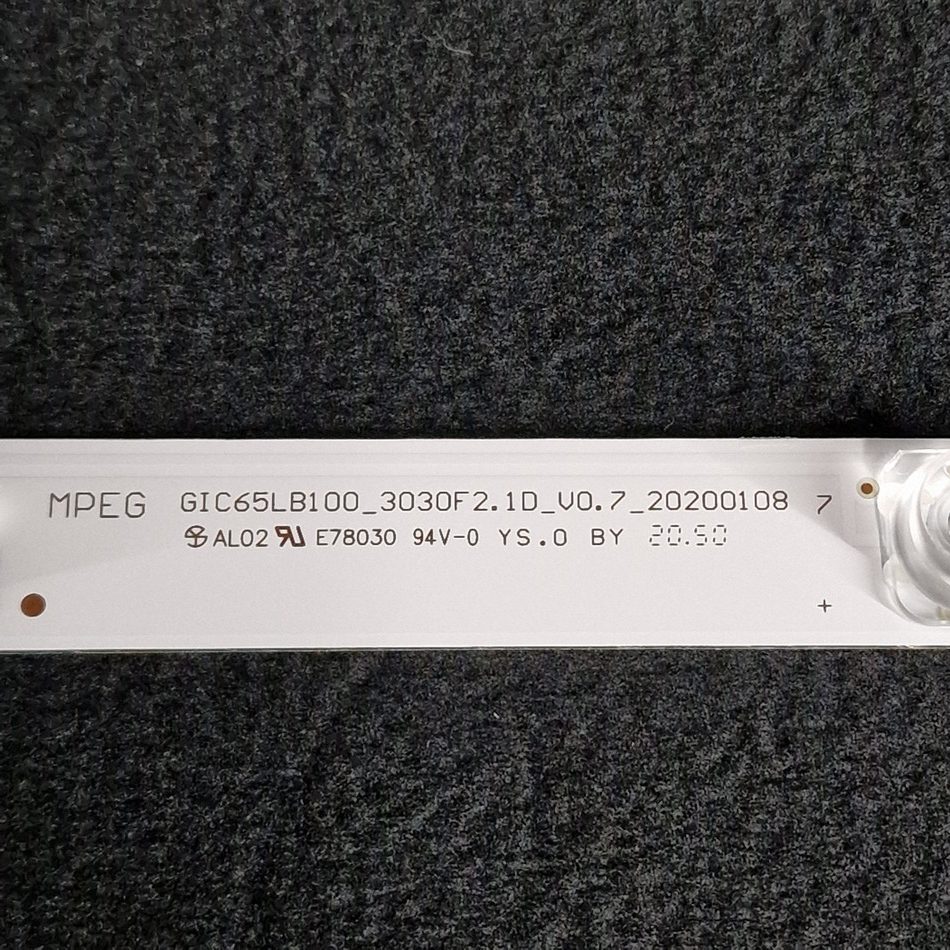 MPEG GIC65LB100_3030F2.1D_V0.7_20200108 7
AL02 E78030 94V-0 YS.0 BY 20.50
+